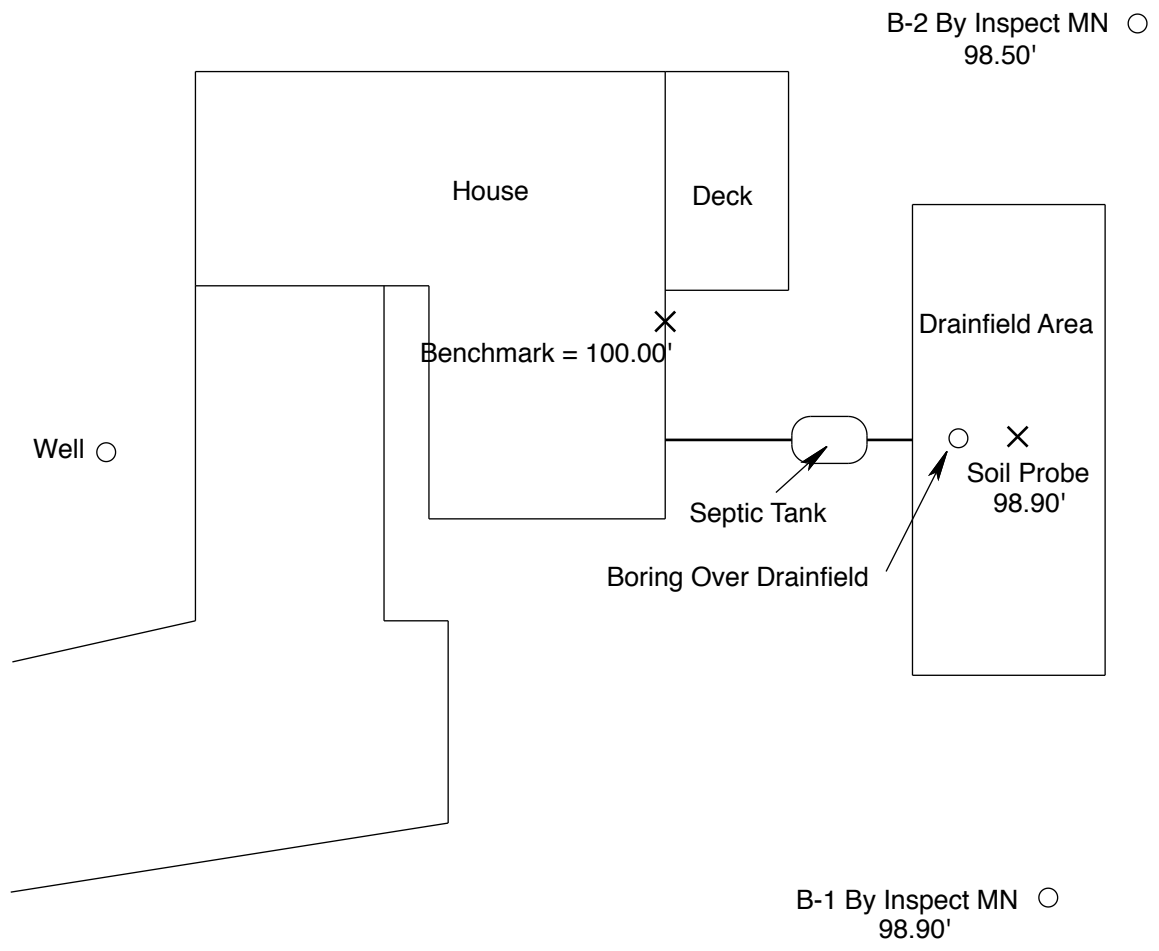 B-2 By Inspect MN
98.50'
House
Deck
Drainfield Area
Benchmark = 100.00'
Well
Soil Probe
98.90'
Septic Tank
Boring Over Drainfield
B-1 By Inspect MN
98.90'